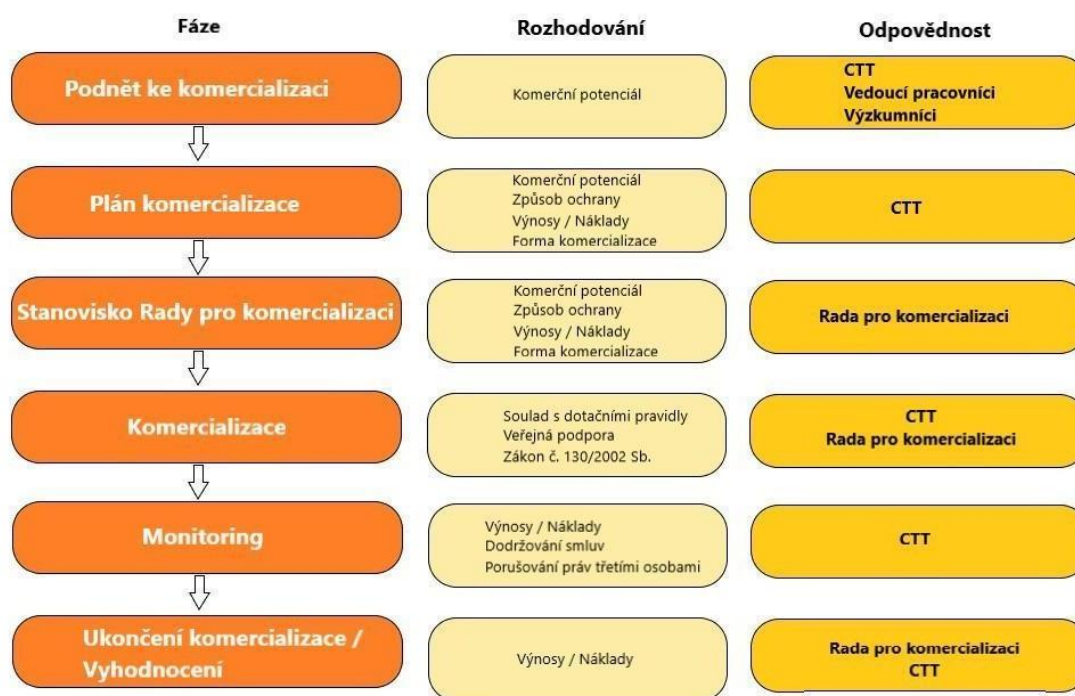 Fáze
Rozhodování
Odpovědnost
Podnět ke komercializaci
Komerční potenciál
CTT
Vedoucí pracovníci
Výzkumníci
Plán komercializace
Komerční potenciál
Způsob ochrany
Výnosy / Náklady
Forma komercializace
CTT
Stanovisko Rady pro komercializaci
Komerční potenciál
Způsob ochrany
Výnosy / Náklady
Forma komercializace
Rada pro komercializaci
Komercializace
Soulad s dotačními pravidly
Veřejná podpora
Zákon č. 130/2002 Sb.
CTT
Rada pro komercializaci
Monitoring
Výnosy / Náklady
Dodržování smluv
Porušování práv třetími osobami
CTT
Ukončení komercializace /
Vyhodnocení
Výnosy / Náklady
Rada pro komercializaci
CTT